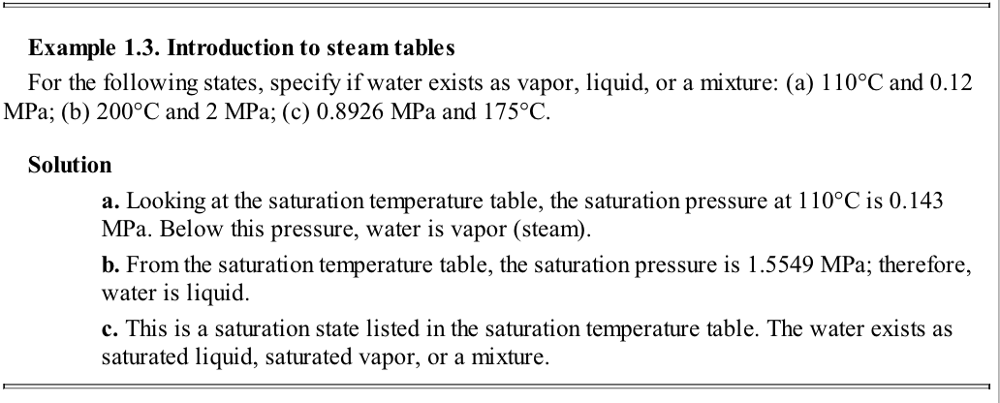 Example 1.3. Introduction to steam tables
For the following states, specify if water exists as vapor, liquid, or a mixture: (a) 110°C and 0.12
MPa; (b) 200°C and 2 MPa; (c) 0.8926 MPa and 175°C.
Solution
a. Looking at the saturation temperature table, the saturation pressure at 110°C is 0.143
MPa. Below this pressure, water is vapor (steam).
b. From the saturation temperature table, the saturation pressure is 1.5549 MPa; therefore,
water is liquid.
c. This is a saturation state listed in the saturation temperature table. The water exists as
saturated liquid, saturated vapor, or a mixture.